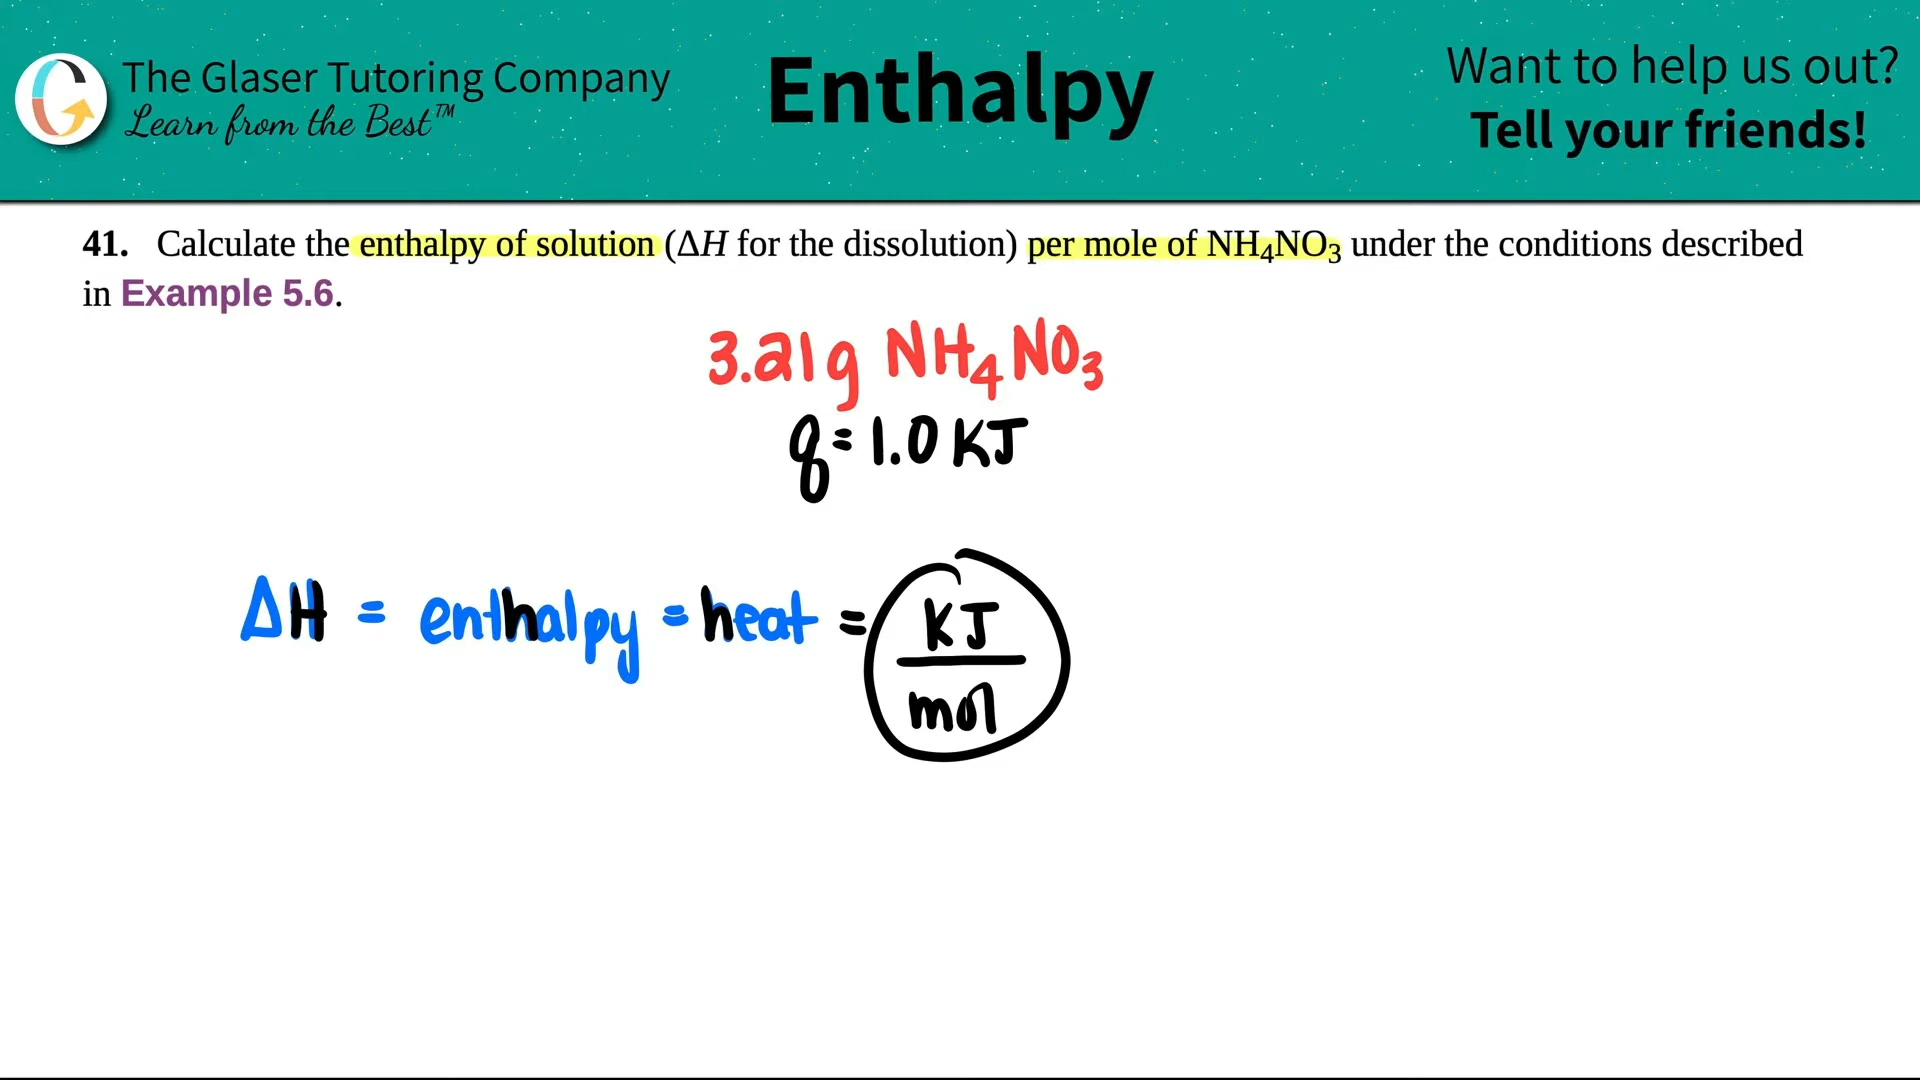 The Glaser Tutoring Company
Learn from the Best™
Enthalpy
Want to help us out?
Tell your friends!
41. Calculate the enthalpy of solution (ΔH for the dissolution) per mole of NH₄NO₃ under the conditions described
in Example 5.6.
3.21g NH₄NO₃
q = 1.0 KJ
ΔH = enthalpy = heat = KJ
mol